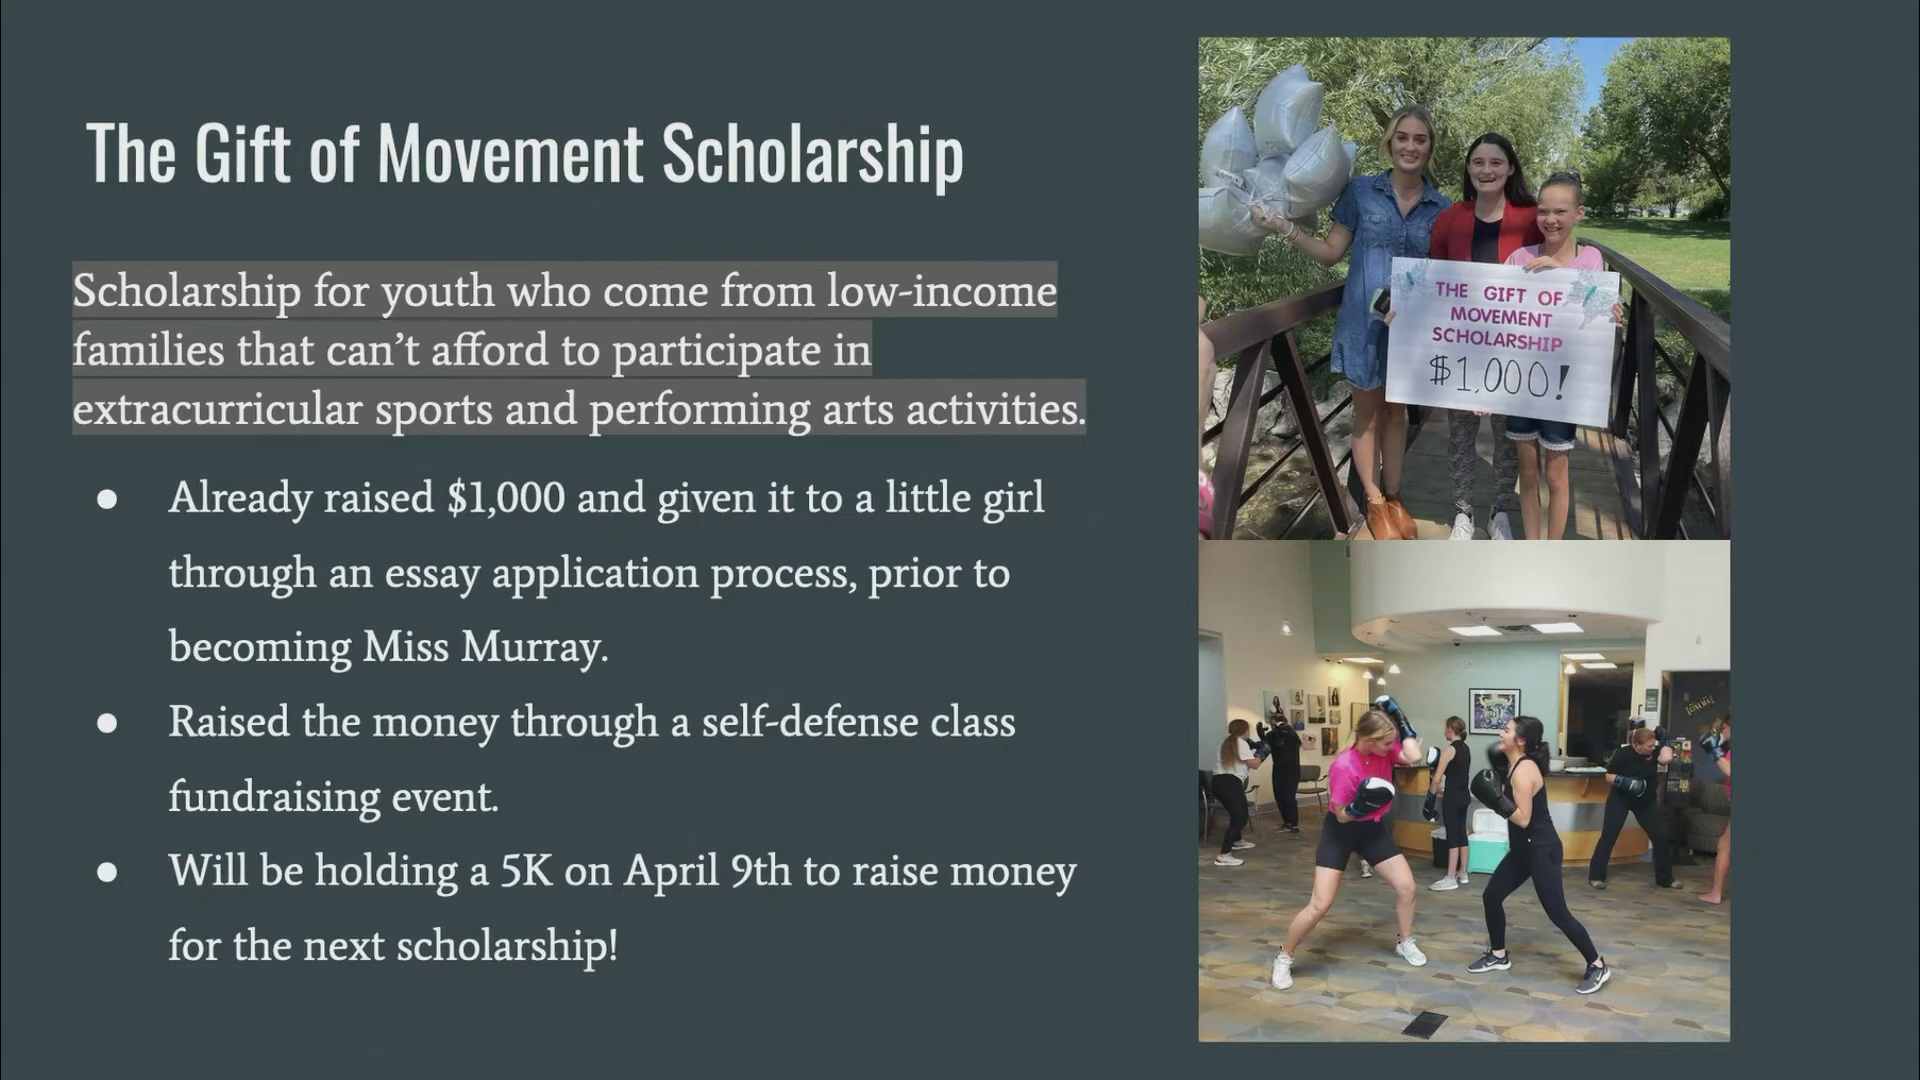 The Gift of Movement Scholarship
Scholarship for youth who come from low-income
families that can’t afford to participate in
extracurricular sports and performing arts activities.
● Already raised $1,000 and given it to a little girl
through an essay application process, prior to
becoming Miss Murray.
● Raised the money through a self-defense class
fundraising event.
● Will be holding a 5K on April 9th to raise money
for the next scholarship!
THE GIFT OF
MOVEMENT
SCHOLARSHIP
$1,000!